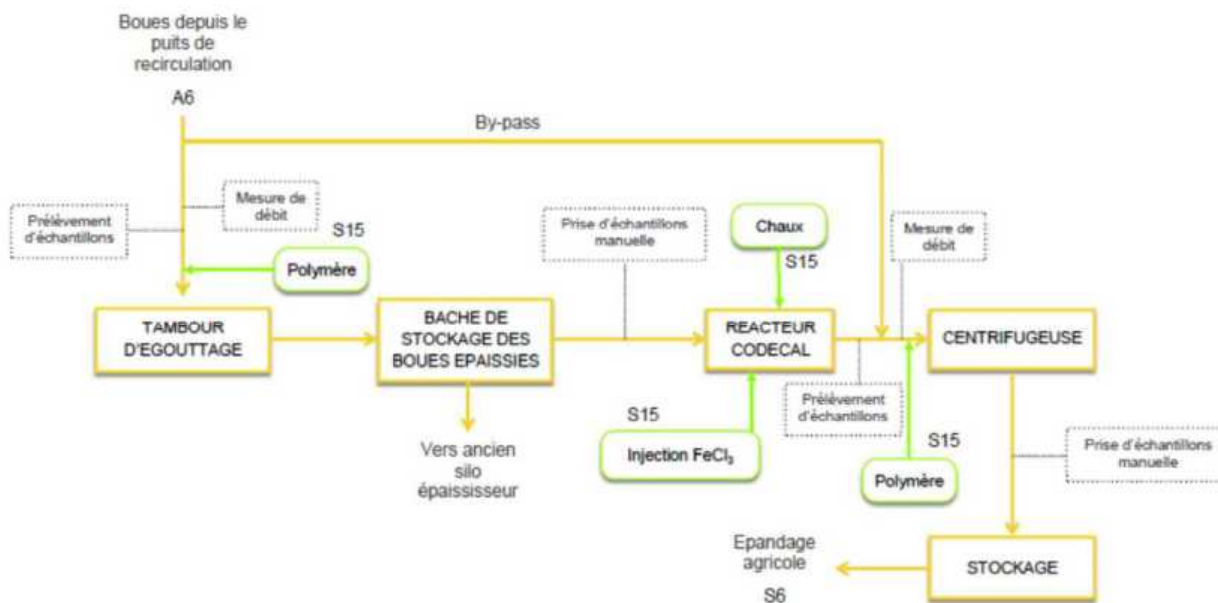 Boues depuis le
puits de
recirculation
A6
By-pass
Prélèvement
d'échantillons
Mesure de
débit
S15
Polymère
Prise d'échantillons
manuelle
Chaux
S15
Mesure de
débit
TAMBOUR
D'EGOUTTAGE
BACHE DE
STOCKAGE DES
BOUES EPAISSIES
REACTEUR
CODECAL
CENTRIFUGEUSE
Prélèvement
d'échantillons
S15
Injection FeCl₃
Vers ancien
silo
épaississeur
S15
Polymère
Prise d'échantillons
manuelle
Epandage
agricole
S6
STOCKAGE